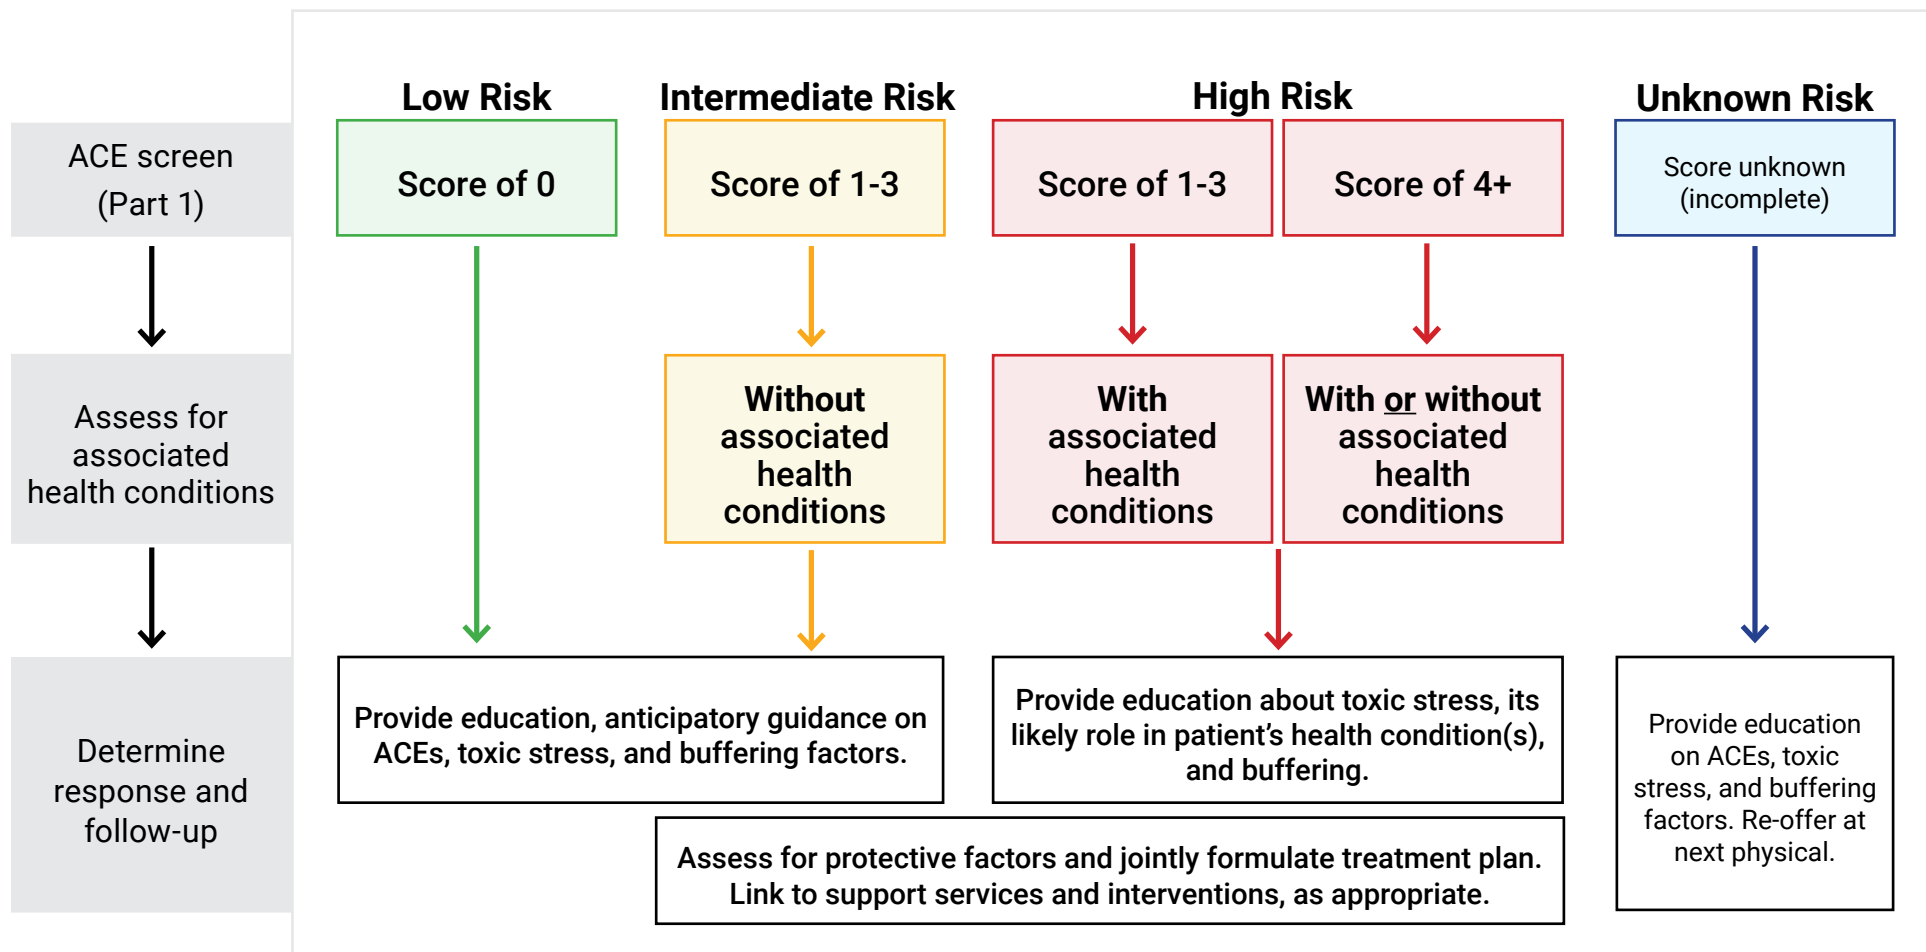 Low Risk
Intermediate Risk
High Risk
Unknown Risk
ACE screen
(Part 1)
Score of 0
Score of 1-3
Score of 1-3
Score of 4+
Score unknown
(incomplete)
Assess for
associated
health conditions
Without
associated
health
conditions
With
associated
health
conditions
With or without
associated
health
conditions
Determine
response and
follow-up
Provide education, anticipatory guidance on
ACEs, toxic stress, and buffering factors.
Provide education about toxic stress, its
likely role in patient’s health condition(s),
and buffering.
Assess for protective factors and jointly formulate treatment plan.
Link to support services and interventions, as appropriate.
Provide education
on ACEs, toxic
stress, and buffering
factors. Re-offer at
next physical.